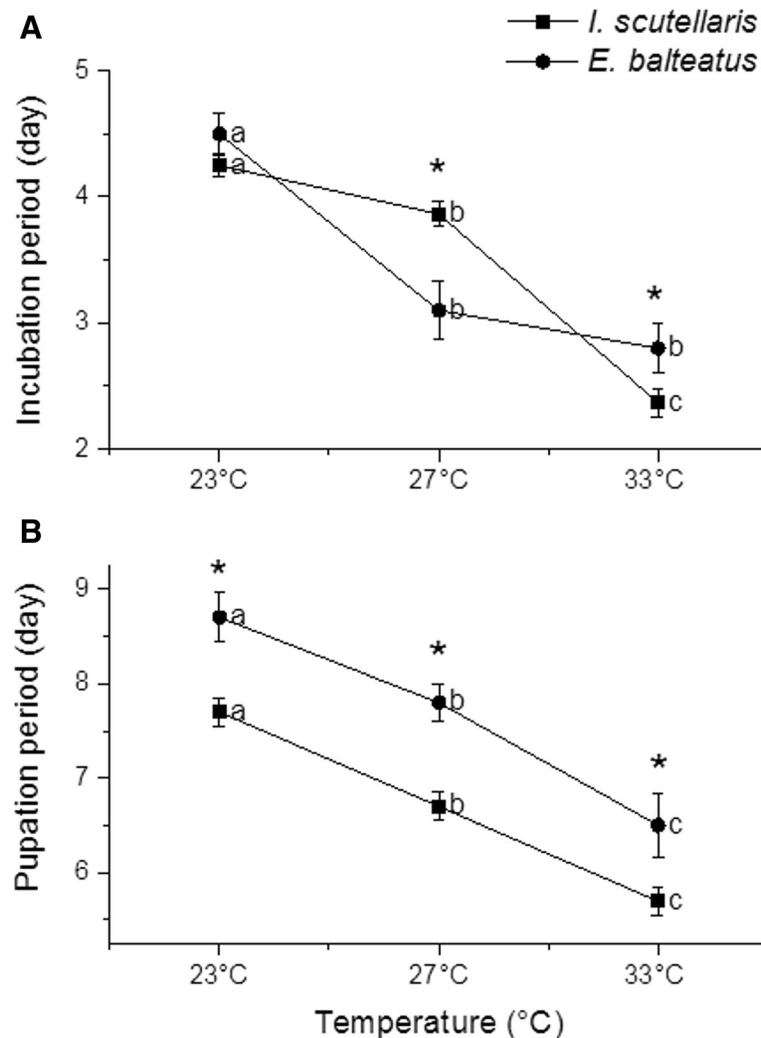 A
I. scutellaris
E. balteatus
Incubation period (day)
5
4
3
2
a
a
*
b
b
*
b
c
23°C 27°C 33°C
B
Pupation period (day)
9
8
7
6
*
a
a
*
b
b
*
c
c
23°C 27°C 33°C
Temperature (°C)